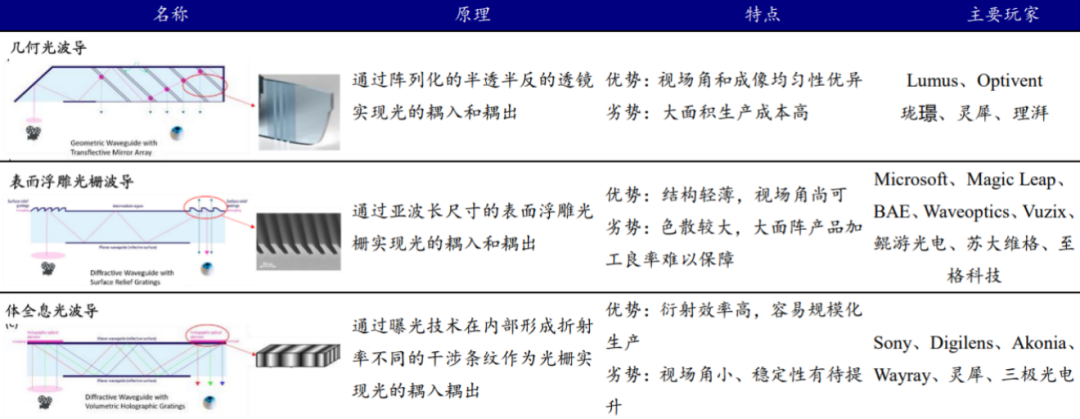 名称 原理 特点 主要玩家
几何光波导
Geometric Waveguide with
Transflective Mirror Array
通过阵列化的半透半反的透镜
实现光的耦入和耦出
优势：视场角和成像均匀性优异
劣势：大面积生产成本高
Lumus、Optivent
珑璟、灵犀、理湃
表面浮雕光栅波导
Surface relief
gratings
Intermediate region
Surface relief
gratings
Planar waveguide (reflective surface)
Diffractive Waveguide with
Surface Relief Gratings
通过亚波长尺寸的表面浮雕光
栅实现光的耦入和耦出
优势：结构轻薄，视场角尚可
劣势：色散较大，大面阵产品加
工良率难以保障
Microsoft、Magic Leap、
BAE、Waveoptics、Vuzix、
鲲游光电、苏大维格、至
格科技
体全息光波导
Holographic optical
element
Planar waveguide (reflective surface)
Holographic optical
element
Planar waveguide (reflective surface)
Diffractive Waveguide with
Volumetric Holographic Gratings
通过曝光技术在内部形成折射
率不同的干涉条纹作为光栅实
现光的耦入耦出
优势：衍射效率高，容易规模化
生产
劣势：视场角小、稳定性有待提
升
Sony、Digilens、Akonia、
Wayray、灵犀、三极光电